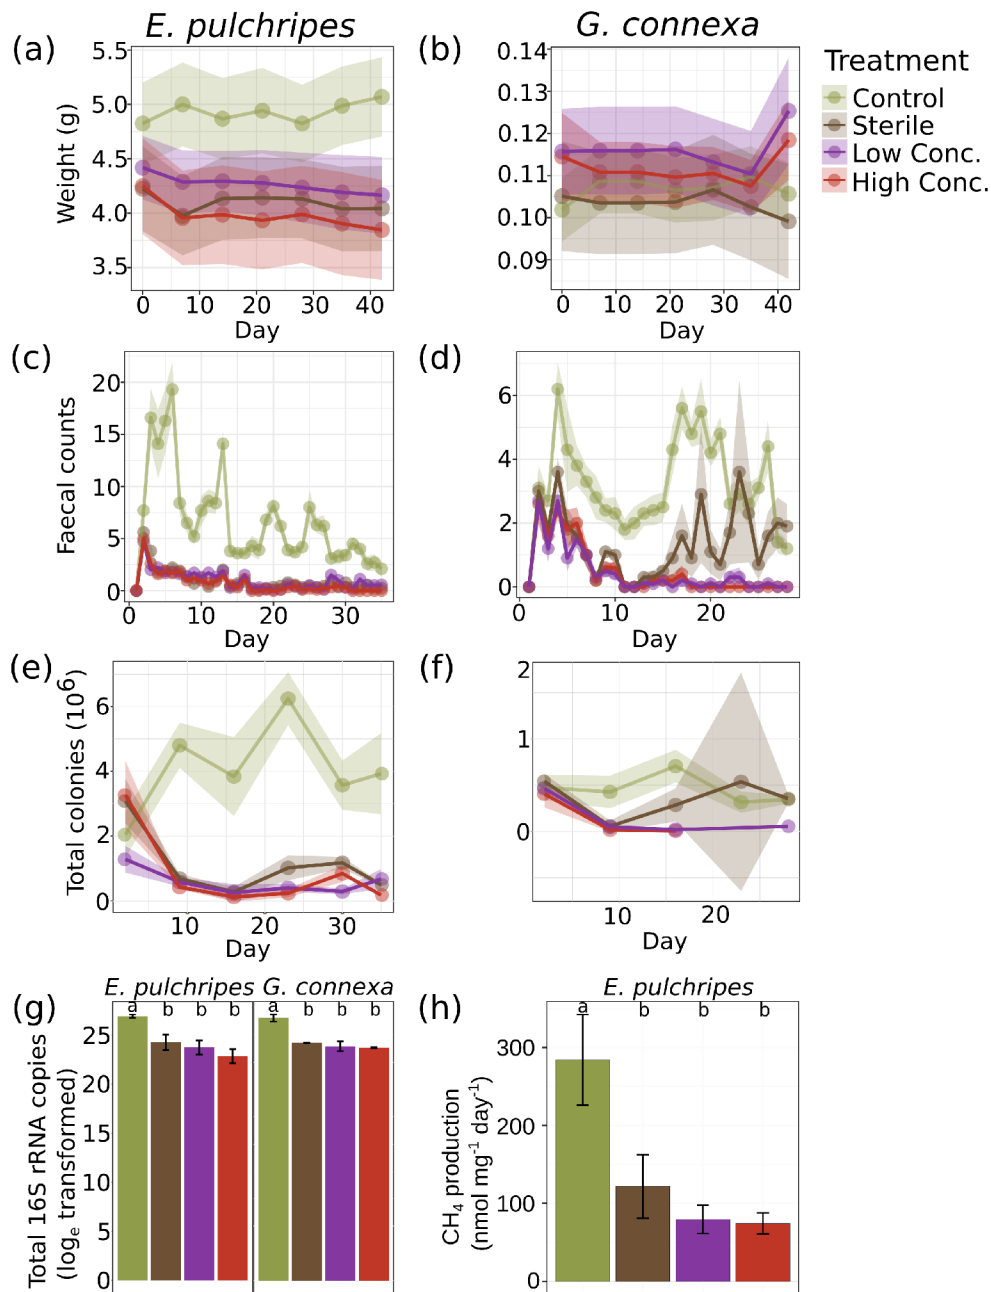 E. pulchripes
G. connexa
(a)
(b)
Weight (g)
5.5
5.0
4.5
4.0
3.5
0 10 20 30 40
Day
0.14
0.13
0.12
0.11
0.10
0.09
0 10 20 30 40
Day
Treatment
Control
Sterile
Low Conc.
High Conc.
(c)
(d)
Faecal counts
20
15
10
5
0
0 10 20 30
Day
6
4
2
0
0 10 20
Day
(e)
(f)
Total colonies (10⁶)
6
4
2
0
10 20 30
Day
2
1
0
10 20
Day
(g)
E. pulchripes G. connexa
a b b b a b b b
Total 16S rRNA copies
(logₑ transformed)
25
20
15
10
5
0
(h)
E. pulchripes
a b b b
CH₄ production
(nmol mg⁻¹ day⁻¹)
300
200
100
0